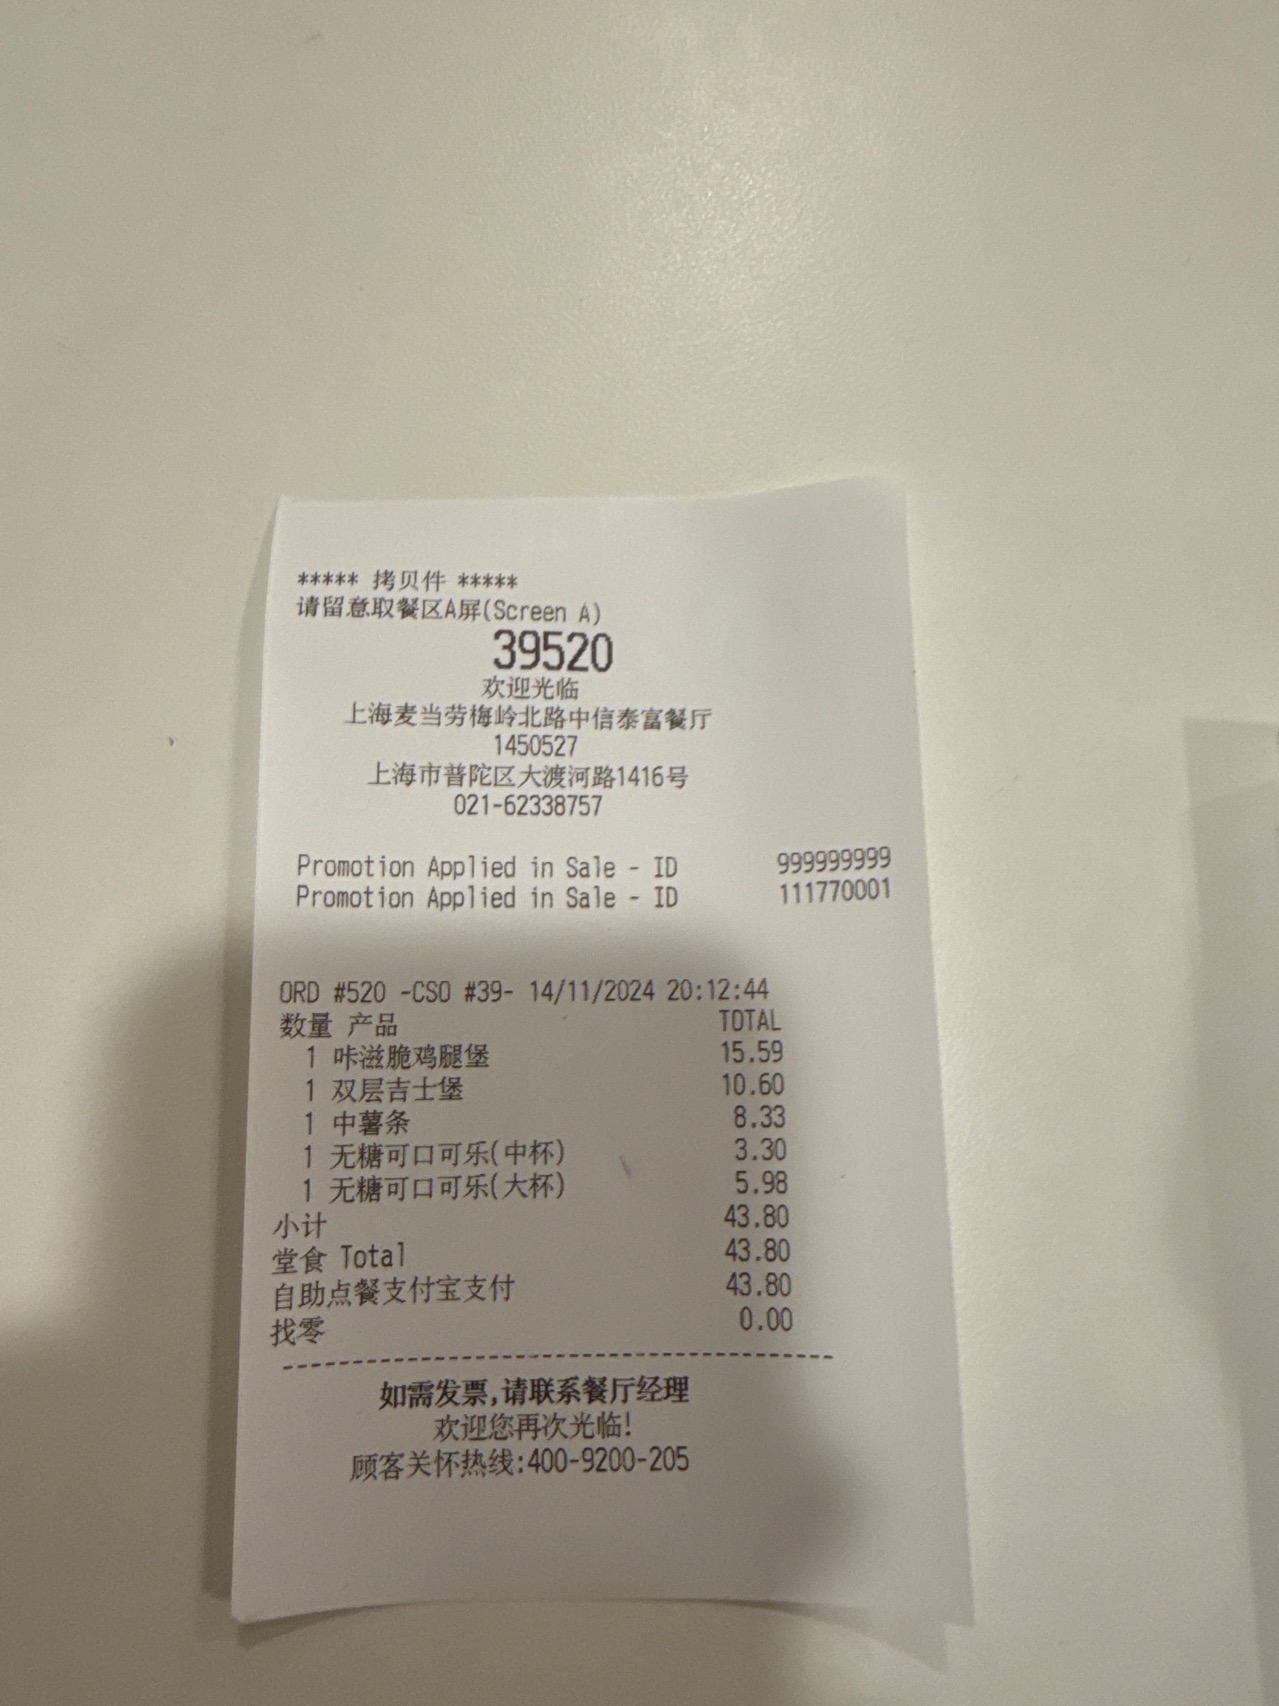 ***** 拷贝件 *****
请留意取餐区A屏(Screen A)
39520
欢迎光临
上海麦当劳梅岭北路中信泰富餐厅
1450527
上海市普陀区大渡河路1416号
021-62338757
Promotion Applied in Sale - ID 999999999
Promotion Applied in Sale - ID 111770001
ORD #520 -CSO #39- 14/11/2024 20:12:44
数量 产品 TOTAL
1 咔滋脆鸡腿堡 15.59
1 双层吉士堡 10.60
1 中薯条 8.33
1 无糖可口可乐(中杯) 3.30
1 无糖可口可乐(大杯) 5.98
小计 43.80
堂食 Total 43.80
自助点餐支付宝支付 43.80
找零 0.00
--------------------------------------------
如需发票,请联系餐厅经理
欢迎您再次光临!
顾客关怀热线:400-9200-205